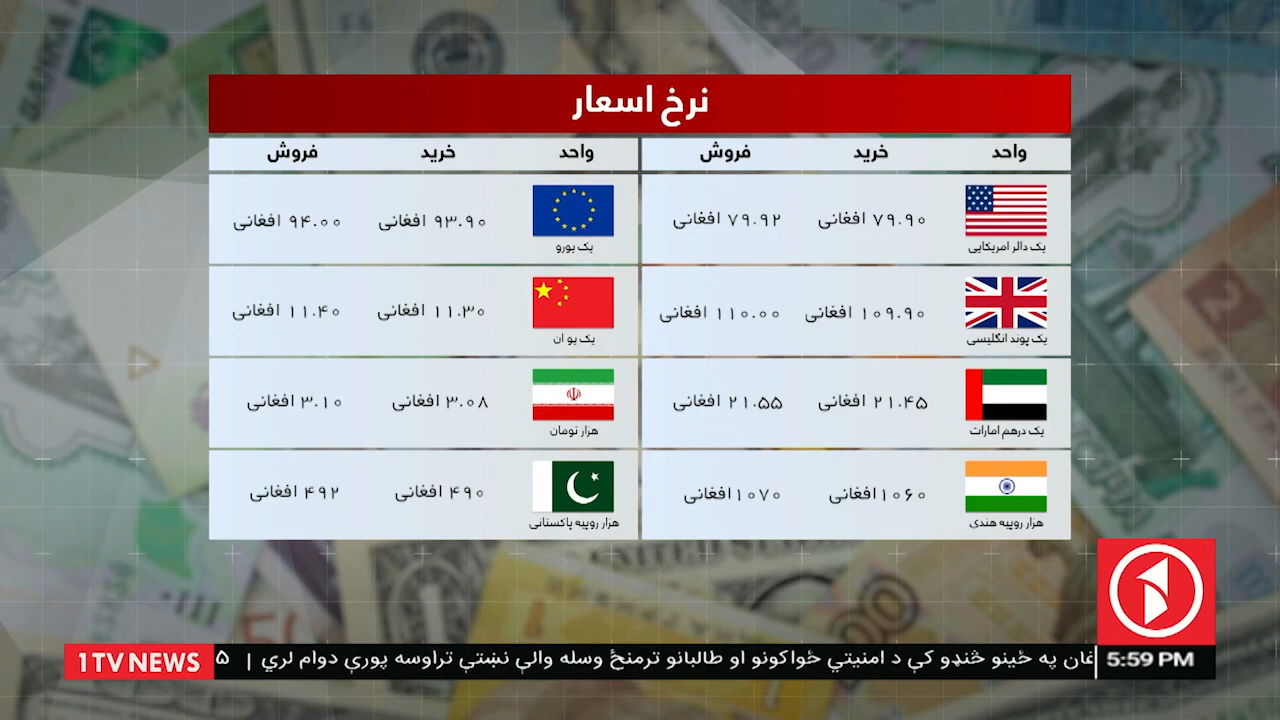 نرخ اسعار
واحد خرید فروش واحد خرید فروش
۷۹.۹۰ افغانی ۷۹.۹۲ افغانی ۹۳.۹۰ افغانی ۹۴.۰۰ افغانی
یک دالر امریکایی یک یورو
۱۰۹.۹۰ افغانی ۱۱۰.۰۰ افغانی ۱۱.۳۰ افغانی ۱۱.۴۰ افغانی
یک پوند انگلیسی یک یو ان
۲۱.۴۵ افغانی ۲۱.۵۵ افغانی ۳.۰۸ افغانی ۳.۱۰ افغانی
یک درهم امارات هزار تومان
۱۰۶۰افغانی ۱۰۷۰افغانی ۴۹۰ افغانی ۴۹۲ افغانی
هزار روپیه هندی هزار روپیه پاکستانی
غان په ځینو څنډو کې د امنیتي ځواکونو او طالبانو ترمنځ وسله والې نښتې تراوسه پورې دوام لري | ۵
1TV NEWS
5:59 PM